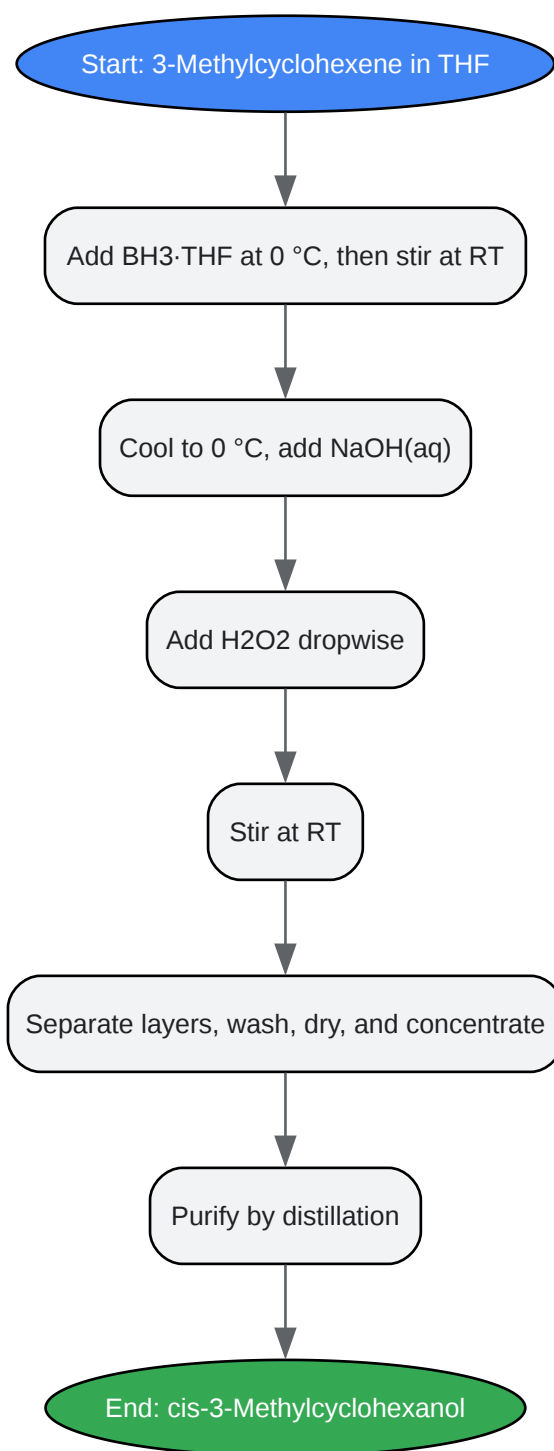 Start: 3-Methylcyclohexene in THF
Add BH3·THF at 0 °C, then stir at RT
Cool to 0 °C, add NaOH(aq)
Add H2O2 dropwise
Stir at RT
Separate layers, wash, dry, and concentrate
Purify by distillation
End: cis-3-Methylcyclohexanol